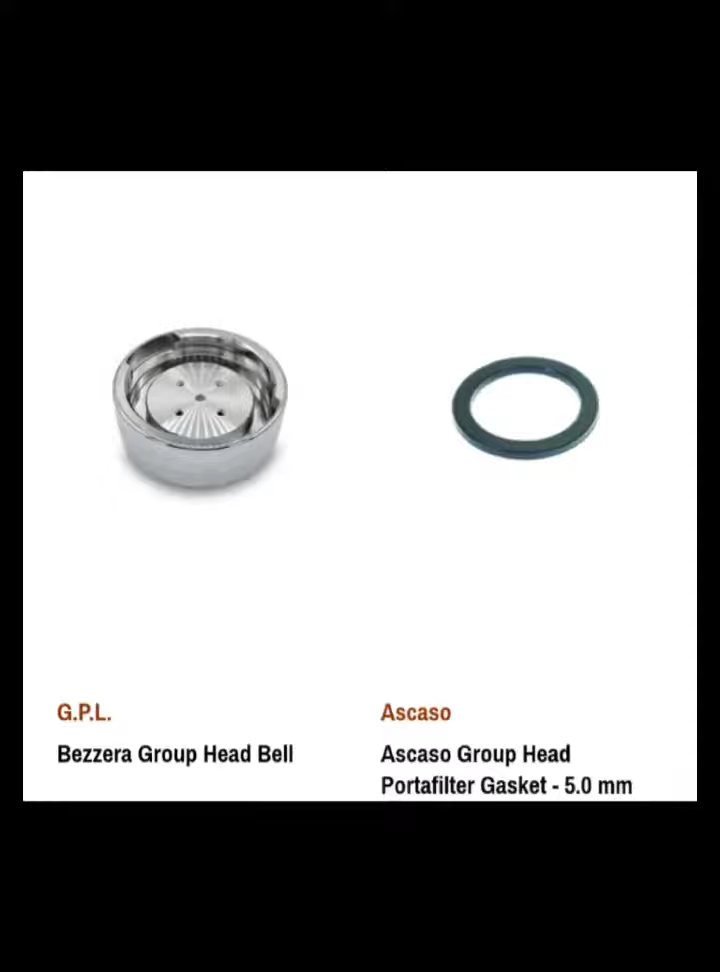 G.P.L.
Bezzera Group Head Bell
Ascaso
Ascaso Group Head
Portafilter Gasket - 5.0 mm